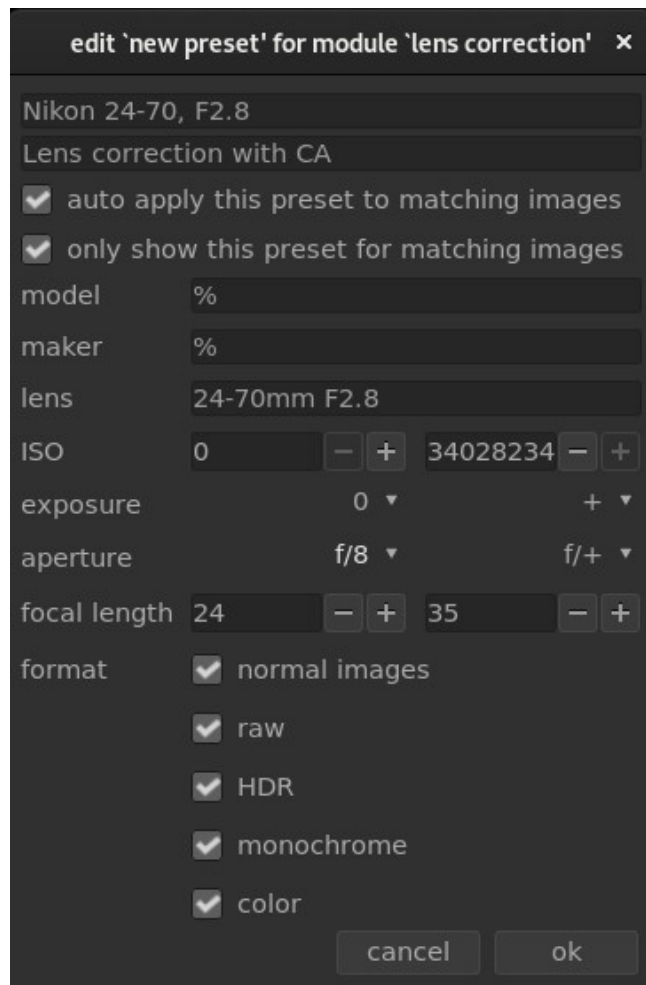 edit `new preset' for module `lens correction' ×
Nikon 24-70, F2.8
Lens correction with CA
auto apply this preset to matching images
only show this preset for matching images
model %
maker %
lens 24-70mm F2.8
ISO 0 − + 34028234 − +
exposure 0 ▾ + ▾
aperture f/8 ▾ f/+ ▾
focal length 24 − + 35 − +
format normal images
raw
HDR
monochrome
color
cancel ok